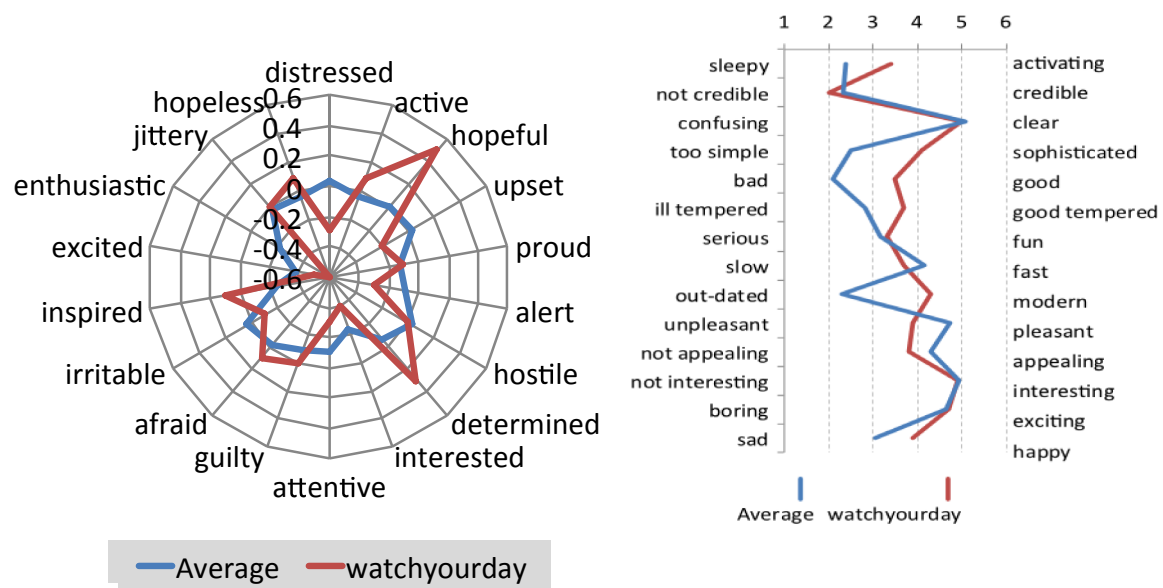 distressed
active
hopeful
upset
proud
alert
hostile
determined
interested
attentive
guilty
afraid
irritable
inspired
excited
enthusiastic
jittery
hopeless
0.6
0.4
0.2
0
-0.2
-0.4
-0.6
Average watchyourday
1 2 3 4 5 6
sleepy activating
not credible credible
confusing clear
too simple sophisticated
bad good
ill tempered good tempered
serious fun
slow fast
out-dated modern
unpleasant pleasant
not appealing appealing
not interesting interesting
boring exciting
sad happy
Average watchyourday